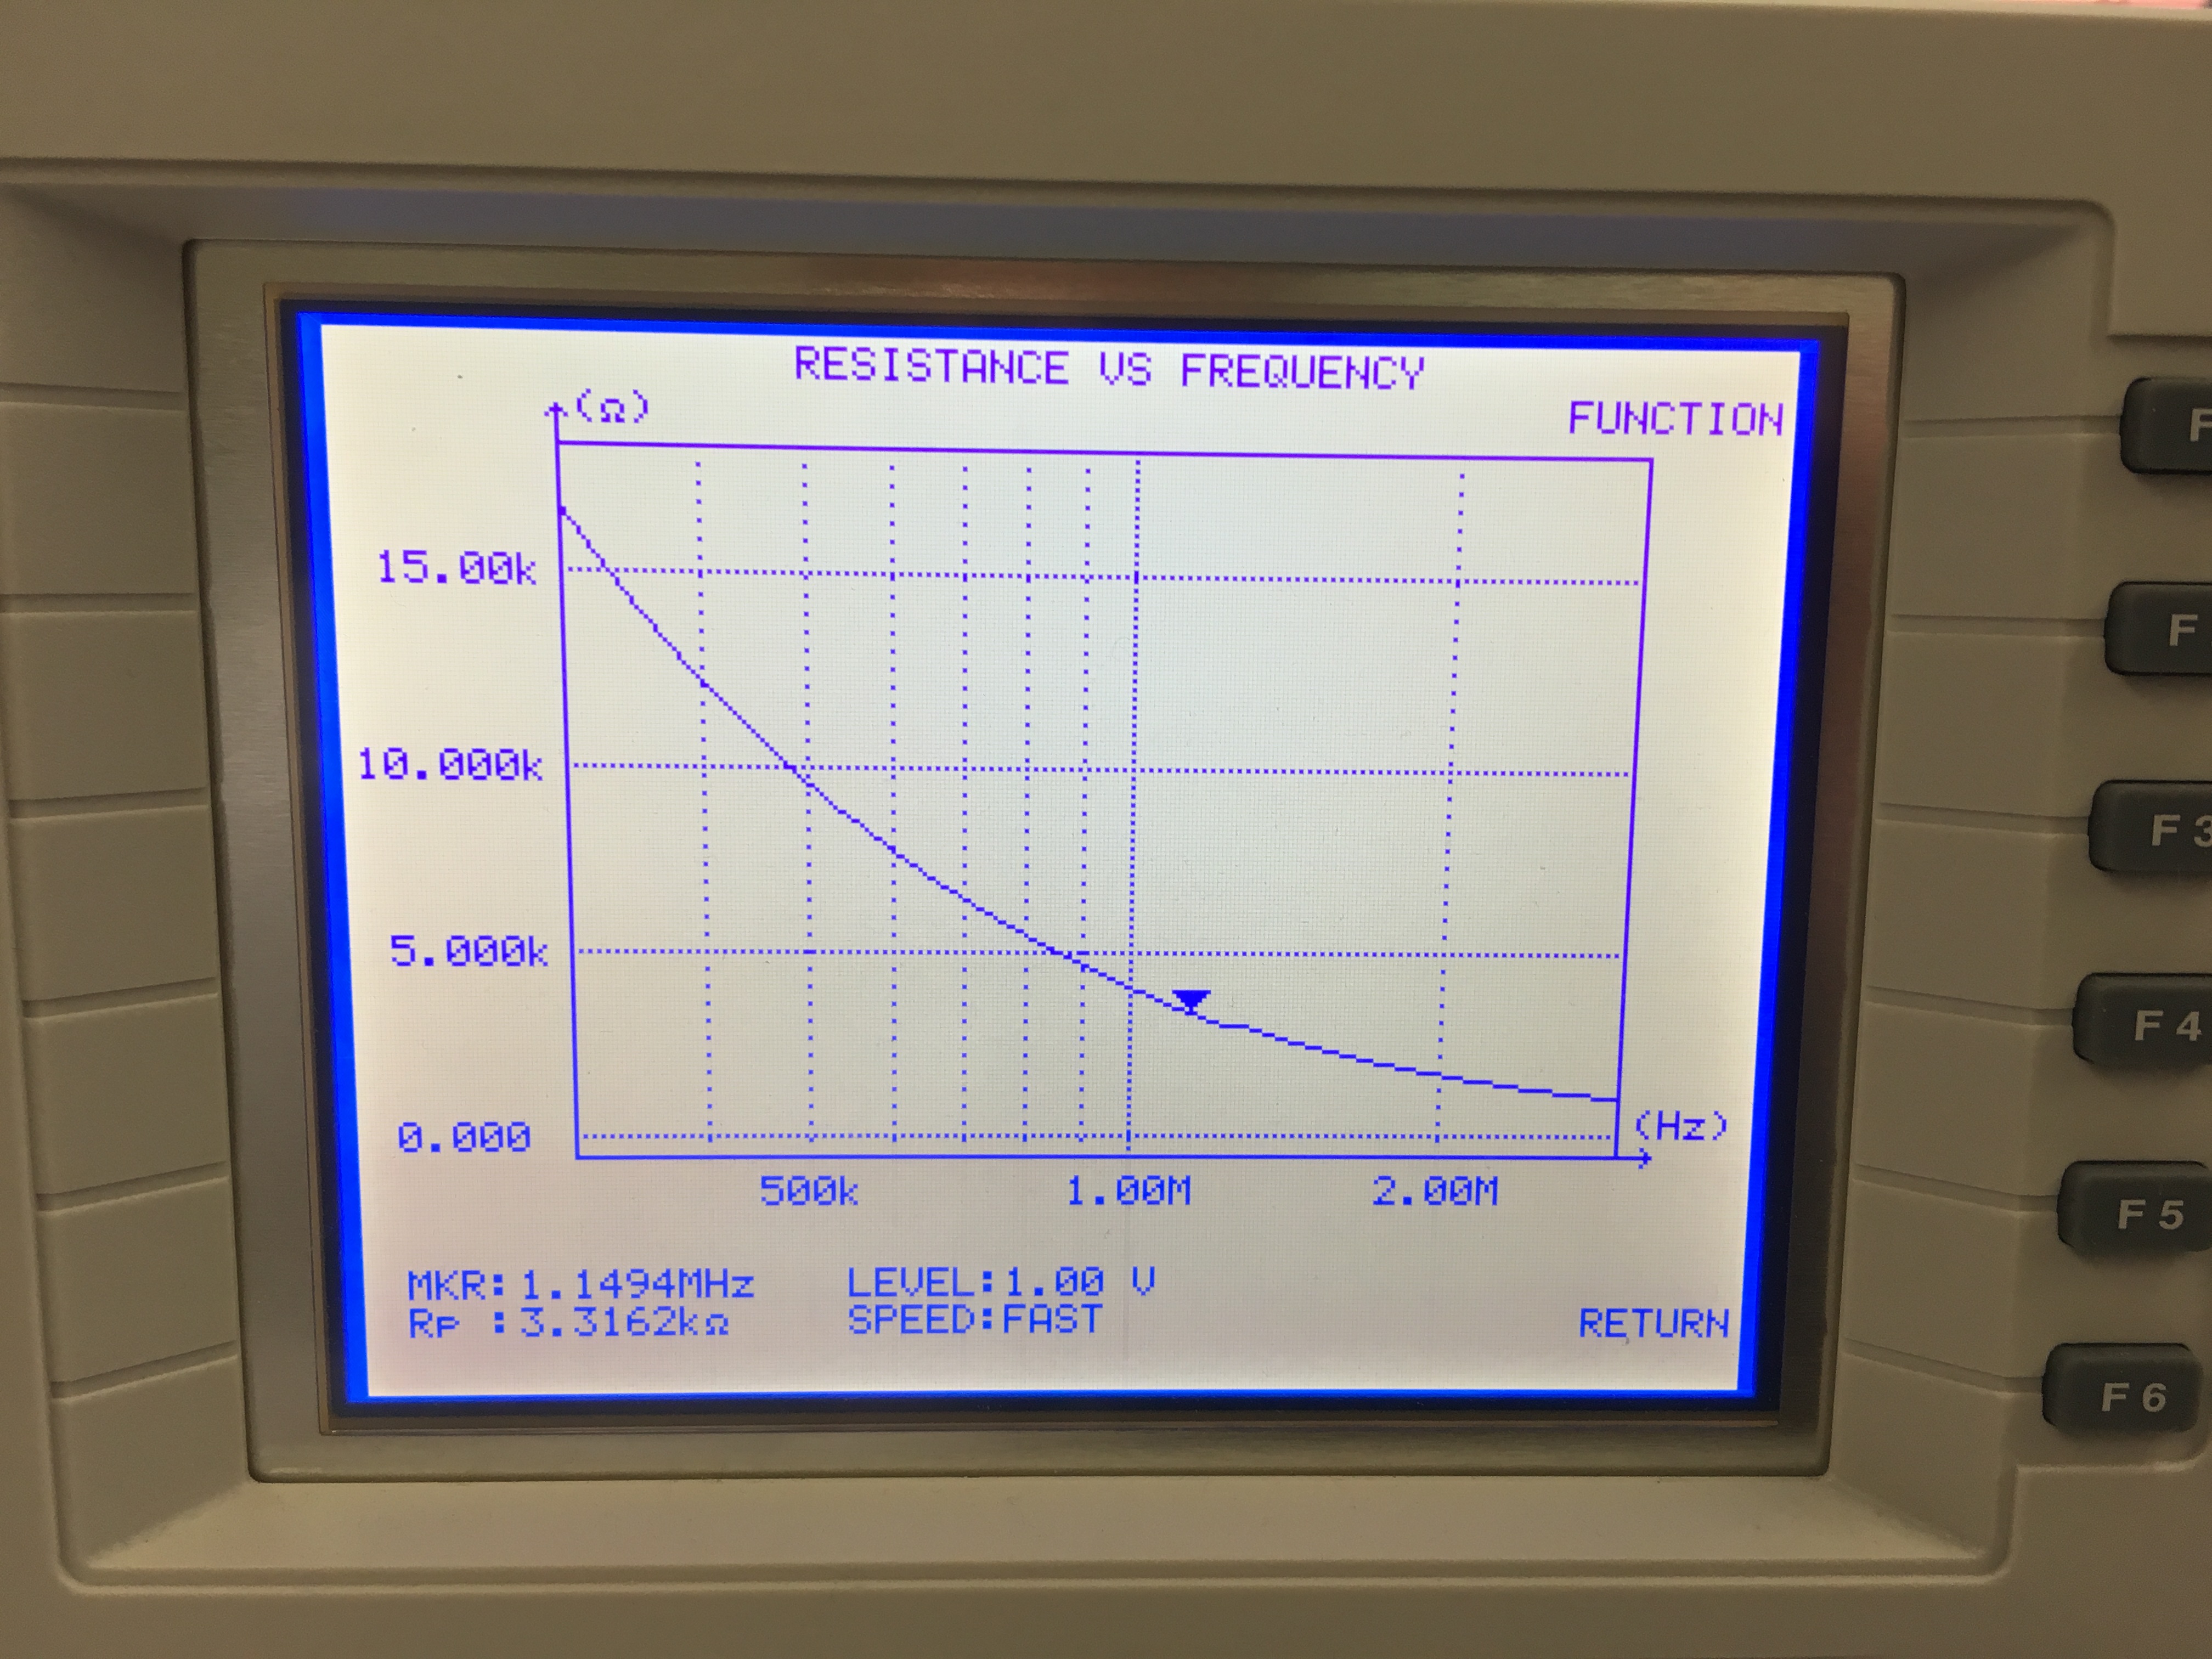 RESISTANCE VS FREQUENCY
(Ω)
FUNCTION
15.00k
10.000k
5.000k
0.000
(Hz)
500k 1.00M 2.00M
MKR:1.1494MHz LEVEL:1.00 V
Rp :3.3162kΩ SPEED:FAST
RETURN
F
F
F 3
F 4
F 5
F 6